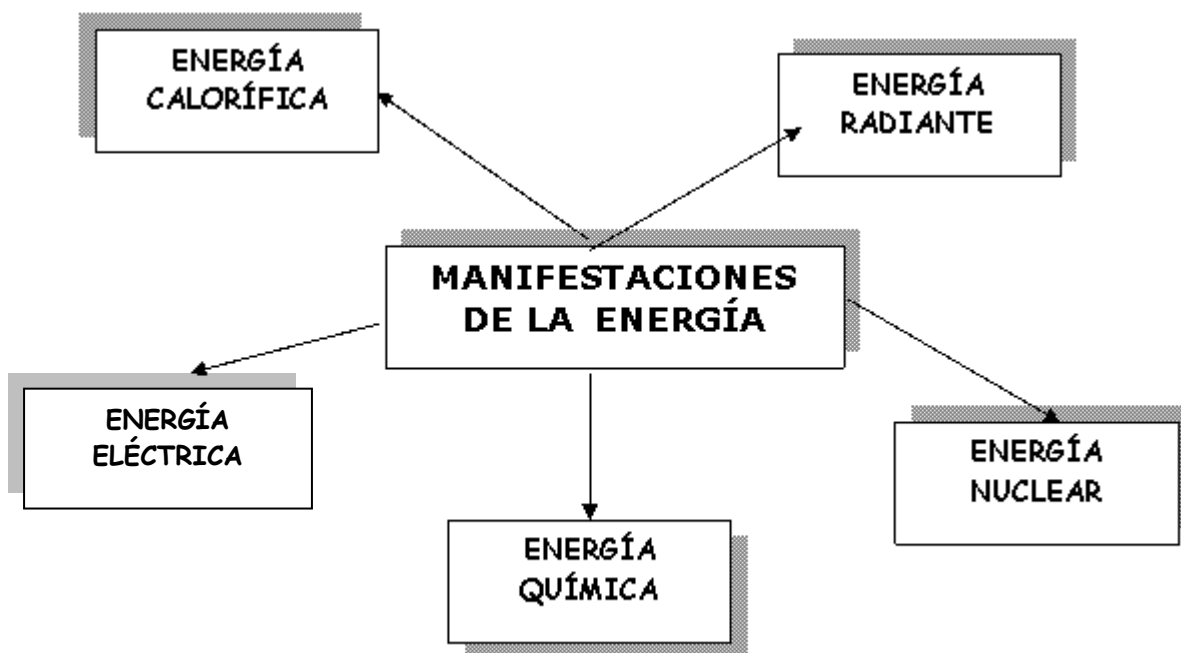 ENERGÍA
CALORÍFICA
ENERGÍA
RADIANTE
MANIFESTACIONES
DE LA ENERGÍA
ENERGÍA
ELÉCTRICA
ENERGÍA
NUCLEAR
ENERGÍA
QUÍMICA